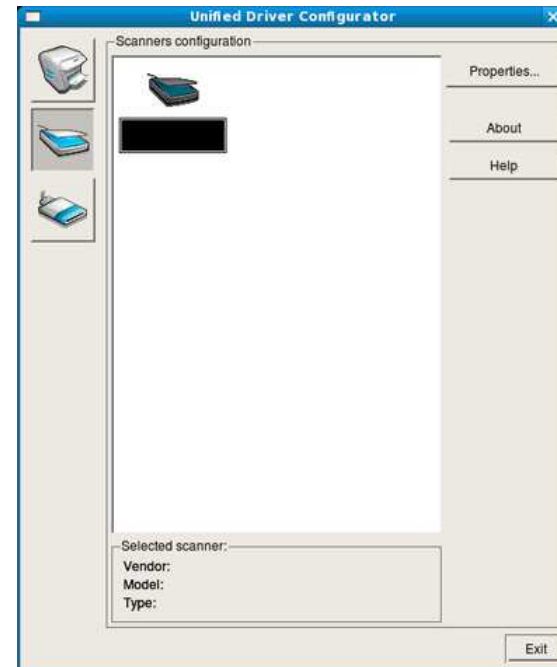 Unified Driver Configurator
Scanners configuration
Properties...
About
Help
Selected scanner:
Vendor:
Model:
Type:
Exit